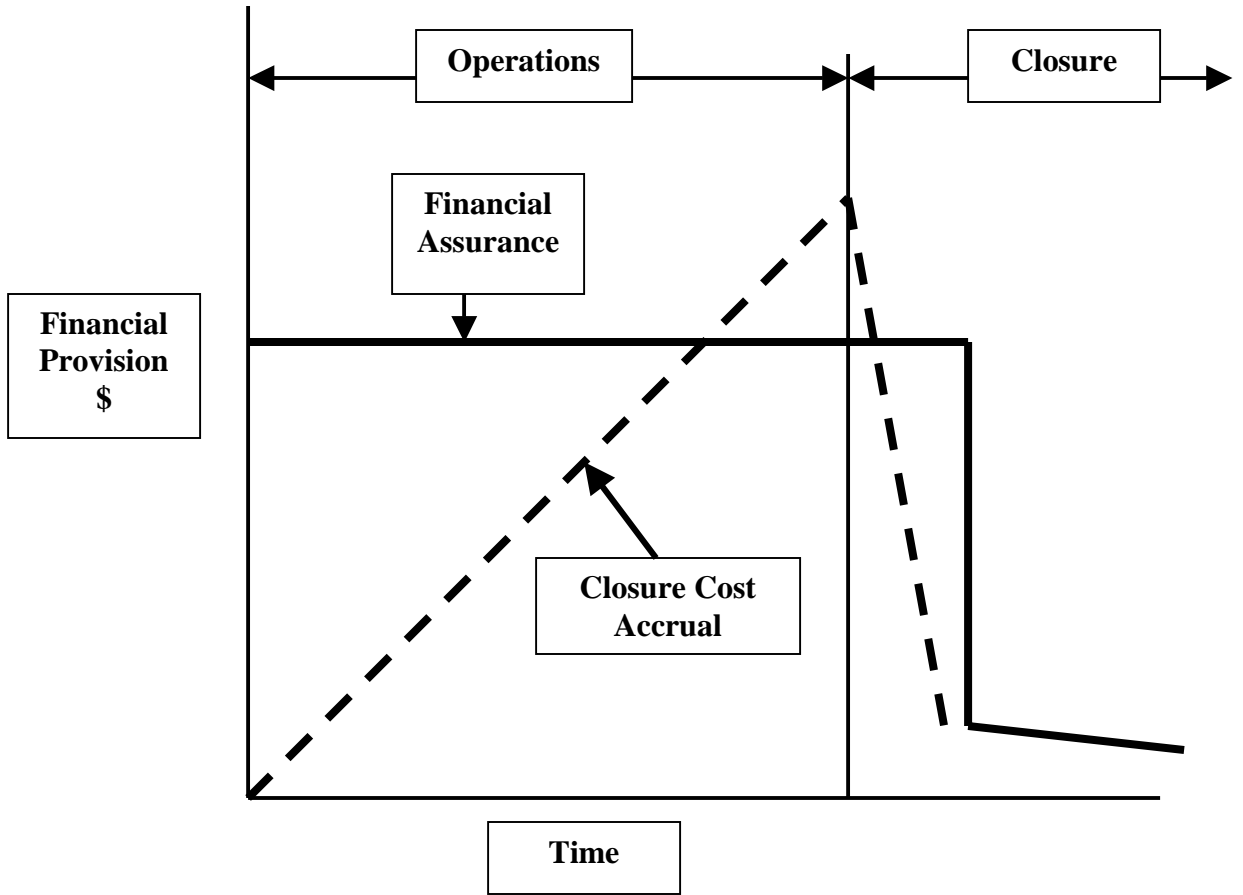 Operations
Closure
Financial
Assurance
Financial
Provision
$
Closure Cost
Accrual
Time